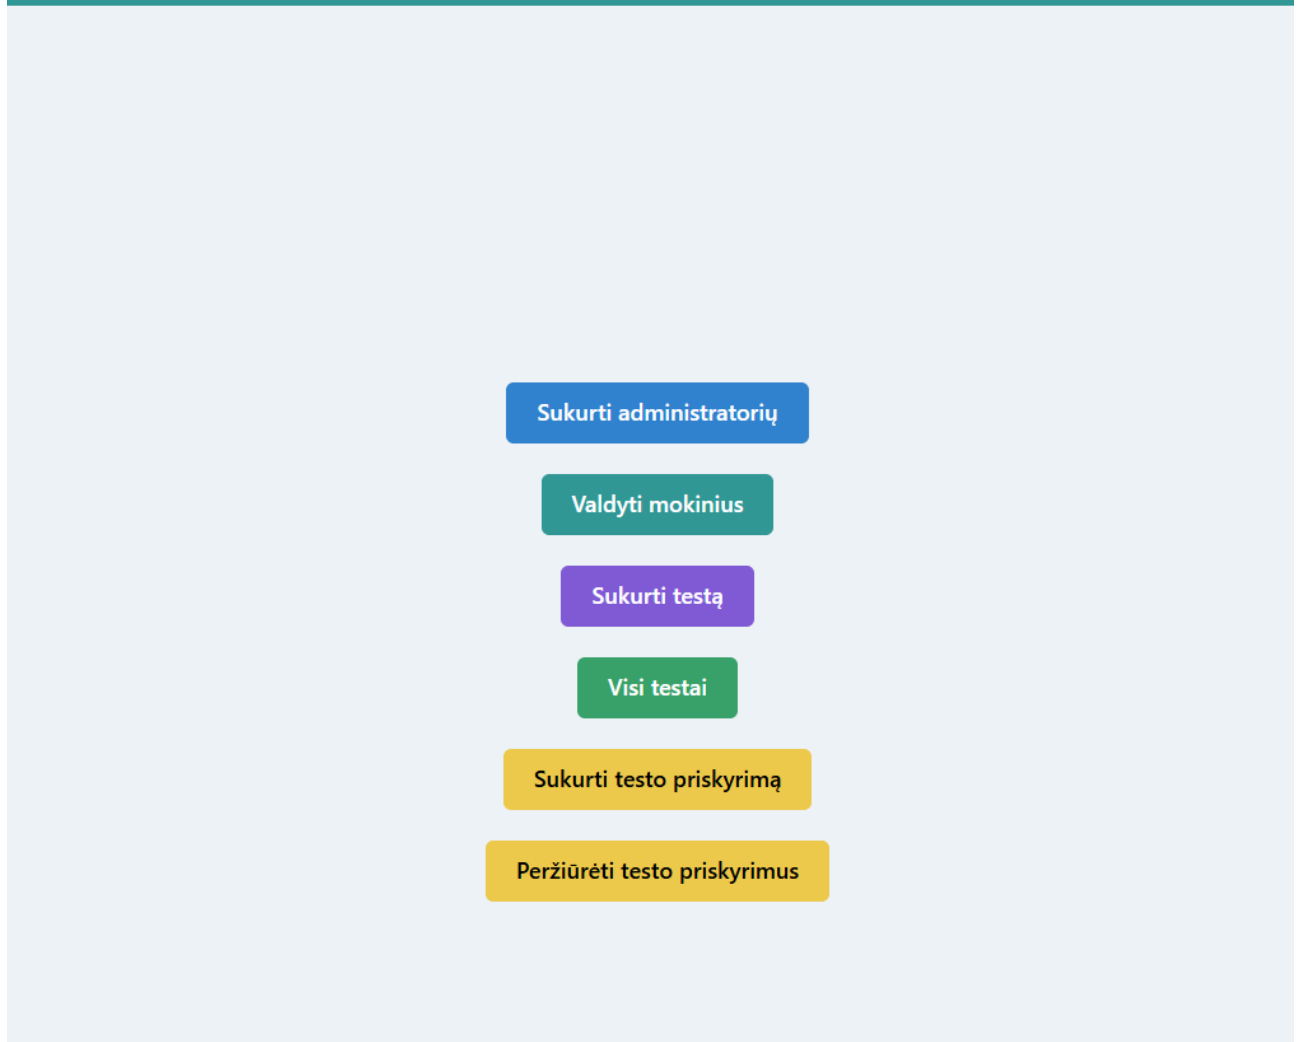 Sukurti administratorių
Valdyti mokinius
Sukurti testą
Visi testai
Sukurti testo priskyrimą
Peržiūrėti testo priskyrimus